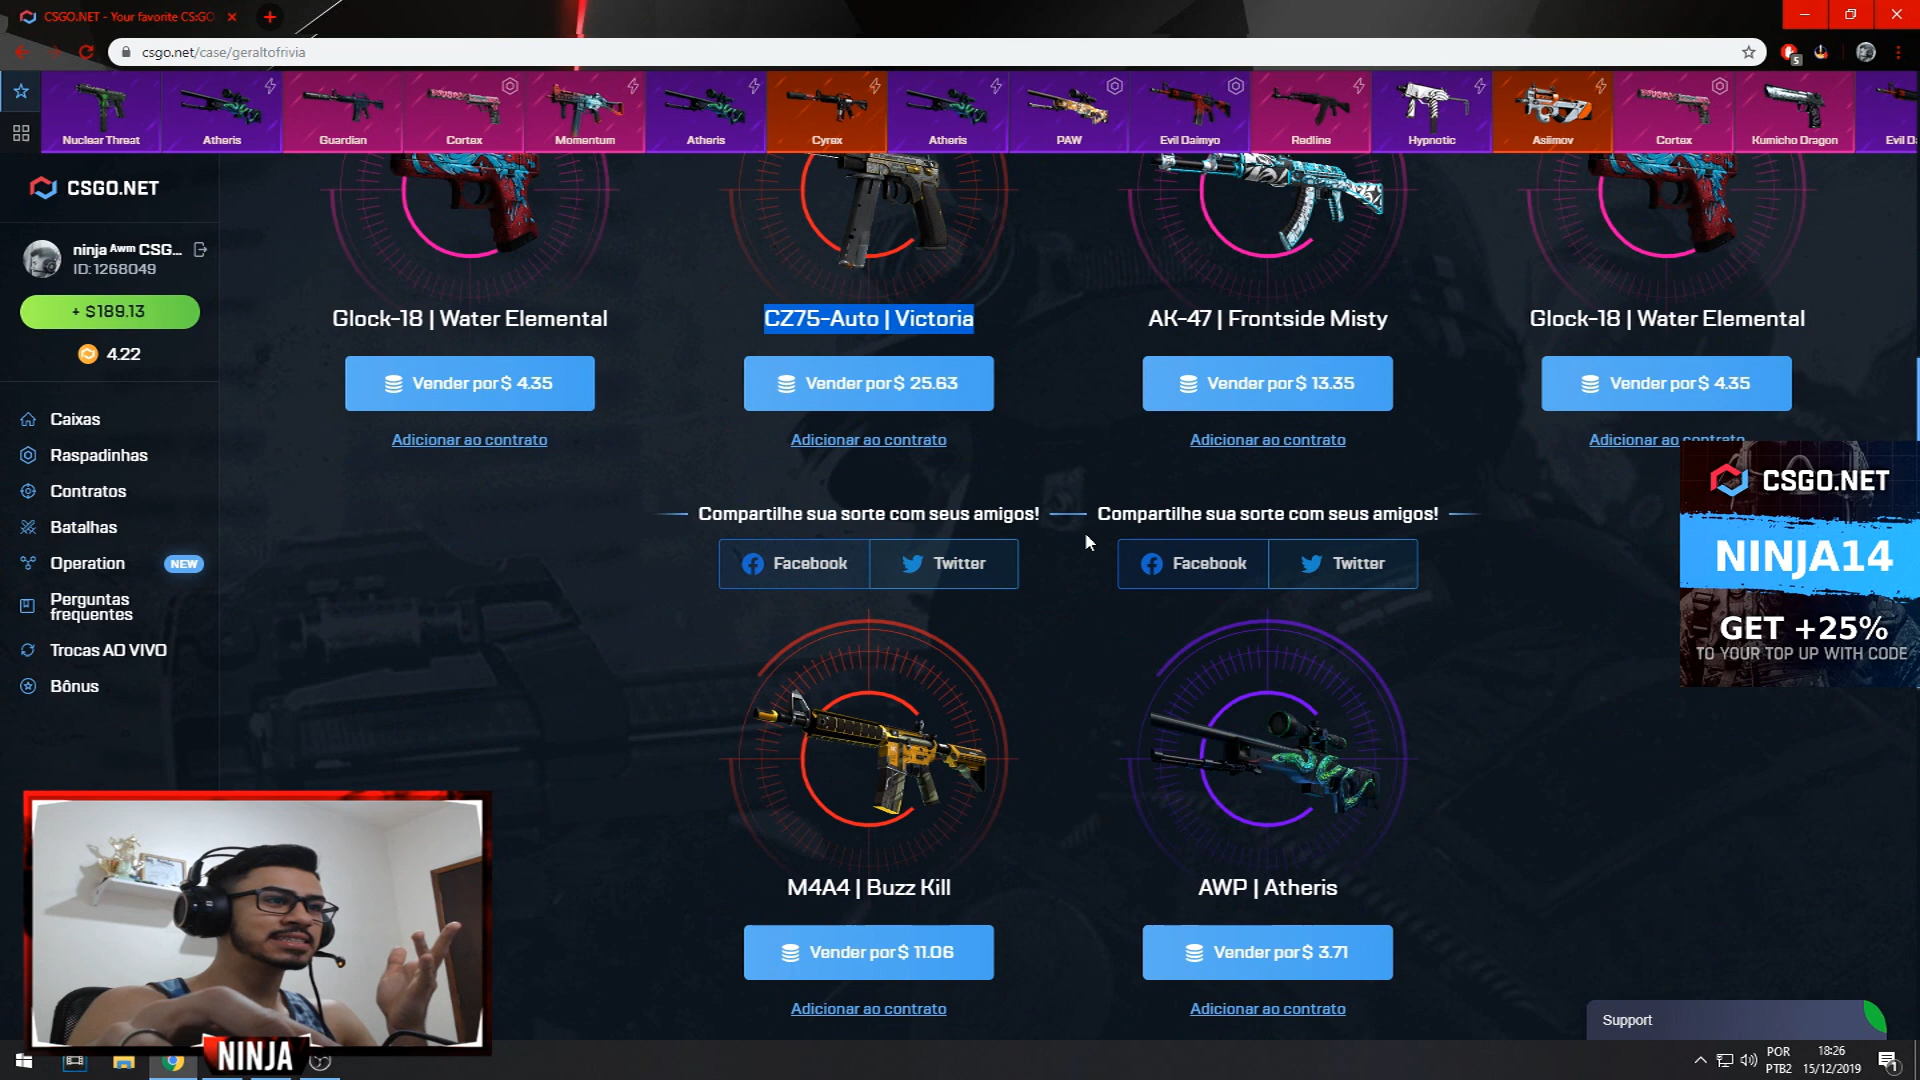 CSGO.NET - Your favorite CS:GO
csgo.net/case/geraltofrivia
5
Nuclear Threat
Atheris
Guardian
Cortex
Momentum
Atheris
Cyrex
Atheris
PAW
Evil Daimyo
Redline
Hypnotic
Asiimov
Cortex
Kumicho Dragon
Evil D
CSGO.NET
ninja Awm CSG...
ID: 1268049
+ $189.13
4.22
Caixas
Raspadinhas
Contratos
Batalhas
Operation NEW
Perguntas
frequentes
Trocas AO VIVO
Bônus
Glock-18 | Water Elemental
Vender por $ 4.35
Adicionar ao contrato
CZ75-Auto | Victoria
Vender por $ 25.63
Adicionar ao contrato
AK-47 | Frontside Misty
Vender por $ 13.35
Adicionar ao contrato
Glock-18 | Water Elemental
Vender por $ 4.35
Adicionar ao contrato
Compartilhe sua sorte com seus amigos!
Facebook Twitter
Compartilhe sua sorte com seus amigos!
Facebook Twitter
M4A4 | Buzz Kill
Vender por $ 11.06
Adicionar ao contrato
AWP | Atheris
Vender por $ 3.71
Adicionar ao contrato
CSGO.NET
NINJA14
GET +25%
TO YOUR TOP UP WITH CODE
Support
NINJA
POR
PTB2
18:26
15/12/2019
1